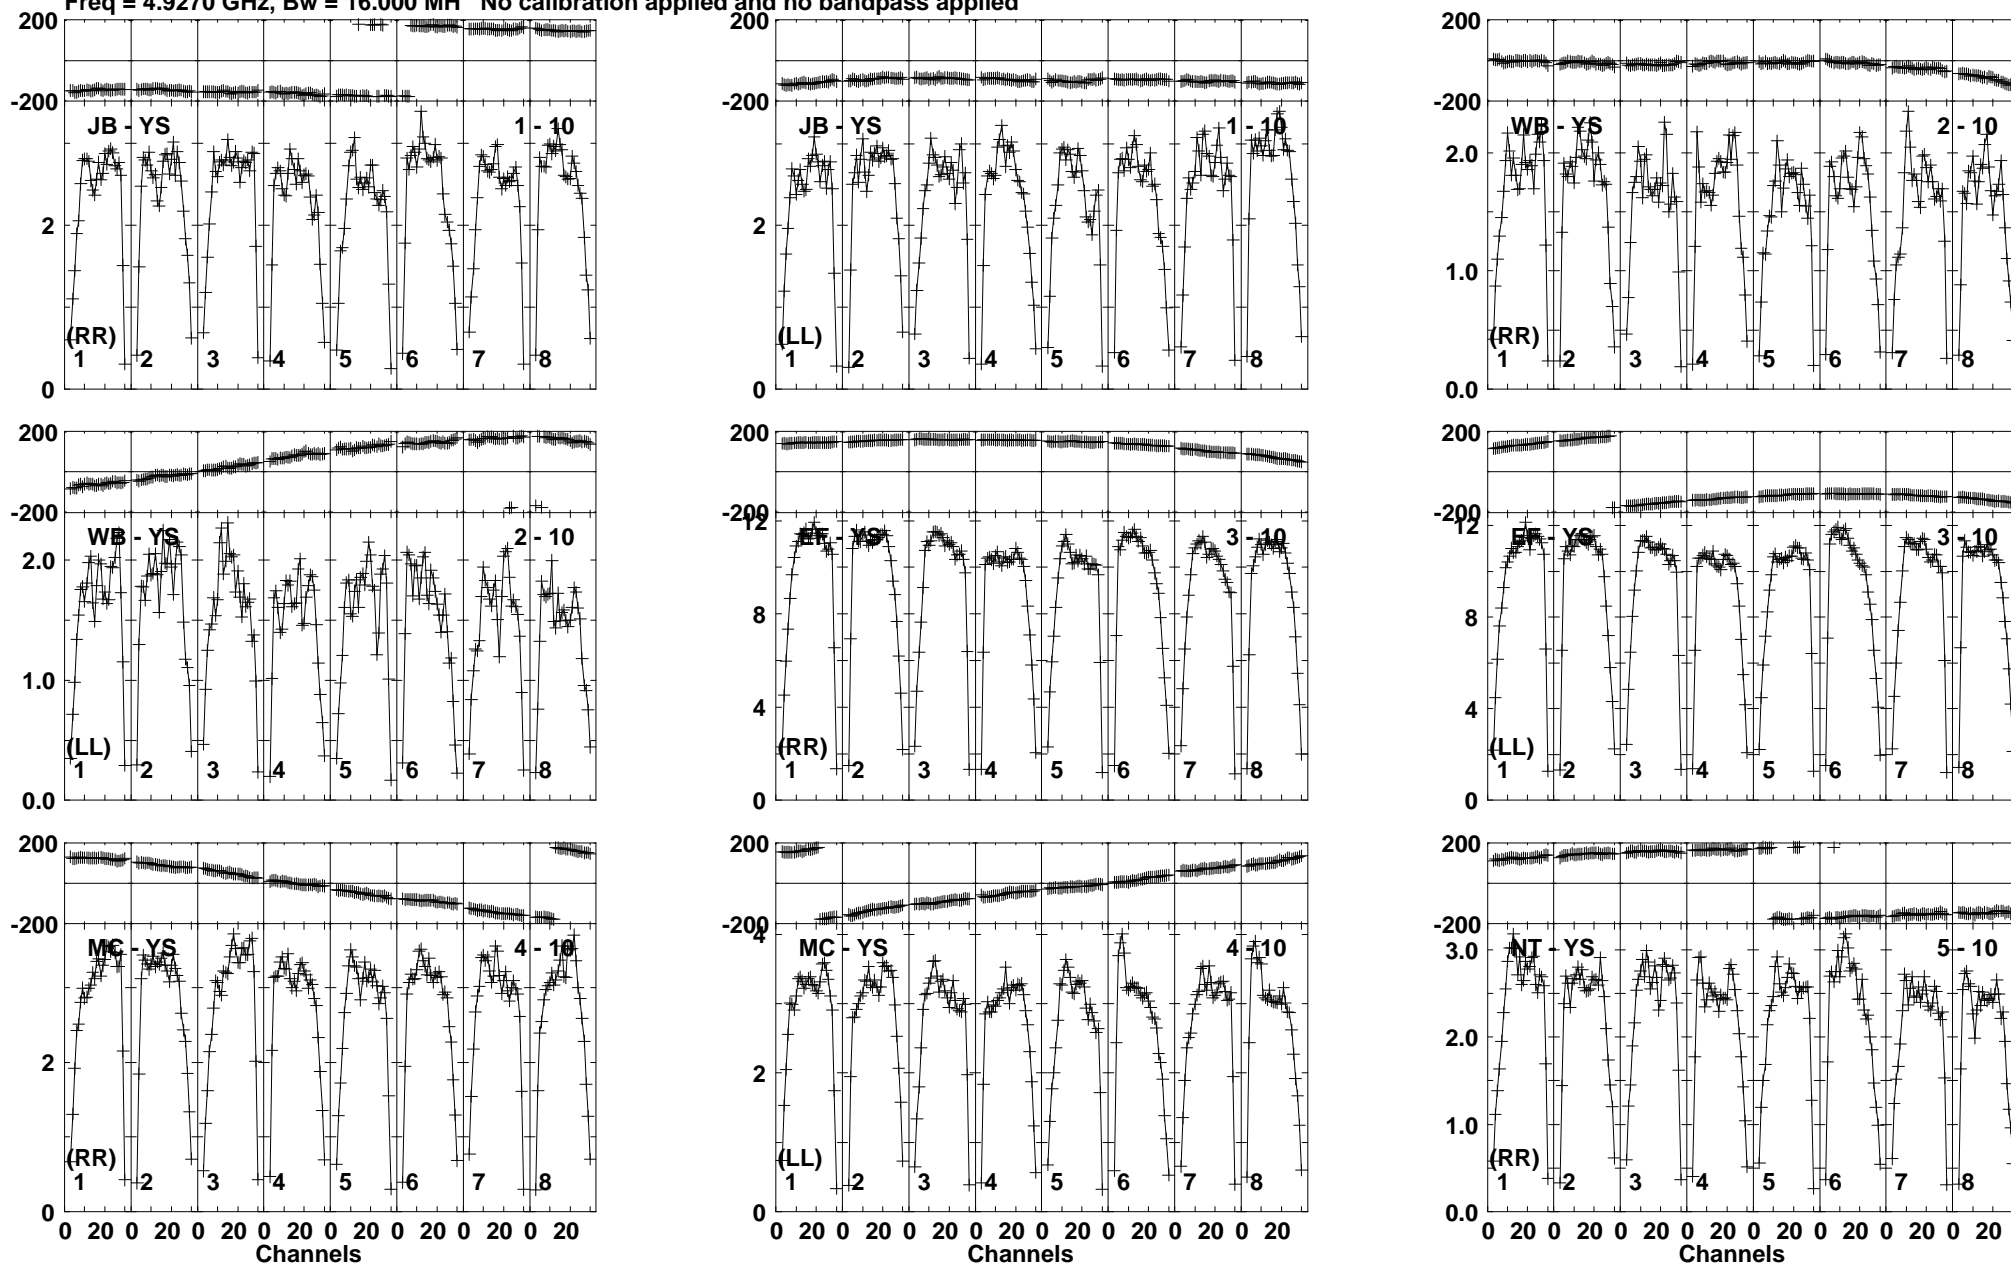 Freq = 4.9270 GHz, Bw = 16.000 MH No calibration applied and no bandpass applied
200 200 200
-200 -200 -200
JB - YS 1 - 10 JB - YS 1 - 10 WB - YS 2 - 10
2.0
2 2
1.0
(RR) (LL) (RR)
1 2 3 4 5 6 7 8 1 2 3 4 5 6 7 8 1 2 3 4 5 6 7 8
0 0 0.0
200 200 200
-200 -200 -200
12 12
WB - YS 2 - 10 EF - YS 3 - 10 EF - YS 3 - 10
2.0
8 8
1.0
4 4
(LL) (RR) (LL)
1 2 3 4 5 6 7 8 1 2 3 4 5 6 7 8 1 2 3 4 5 6 7 8
0.0 0 0
200 200 200
-200 -200 -200
4
MC - YS 4 - 10 MC - YS 4 - 10 NT - YS 5 - 10
3.0
2 2 2.0
1.0
(RR) (LL) (RR)
1 2 3 4 5 6 7 8 1 2 3 4 5 6 7 8 1 2 3 4 5 6 7 8
0 0 0.0
0 20 0 20 0 20 0 20 0 20 0 20 0 20 0 20 0 20 0 20 0 20 0 20 0 20 0 20 0 20 0 20 0 20 0 20 0 20 0 20 0 20 0 20 0 20 0 20
Channels Channels Channels